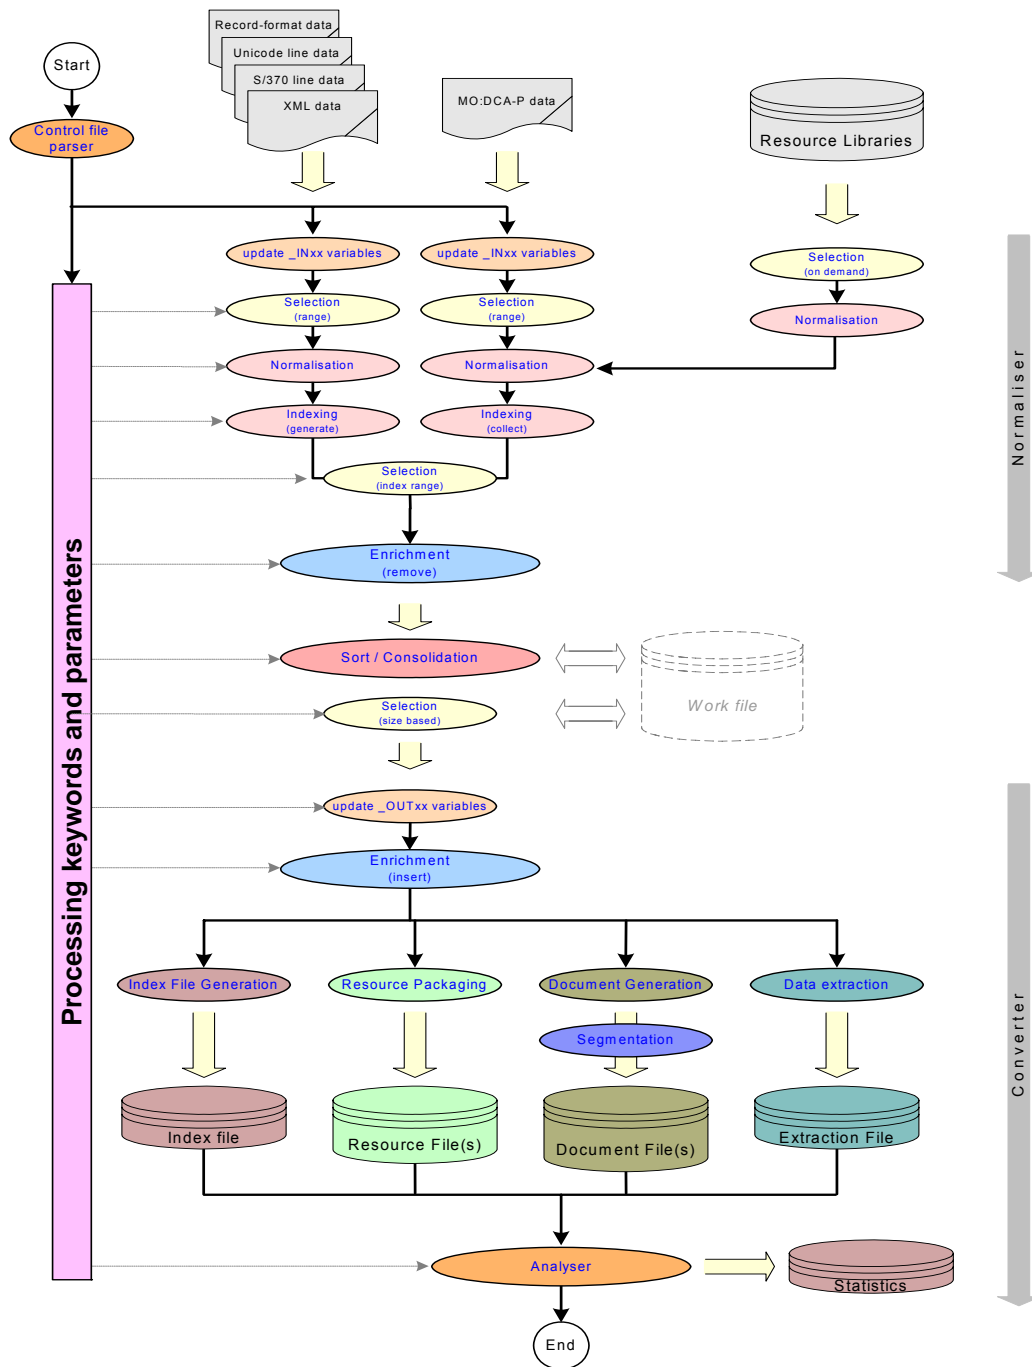 Record-format data
Unicode line data
S/370 line data
XML data
Start
MO:DCA-P data
Resource Libraries
Control file
parser
update _INxx variables
update _INxx variables
Selection
(on demand)
Selection
(range)
Selection
(range)
Normalisation
Normalisation
Normalisation
Indexing
(generate)
Indexing
(collect)
Selection
(index range)
Normaliser
Enrichment
(remove)
Processing keywords and parameters
Sort / Consolidation
Selection
(size based)
Work file
update _OUTxx variables
Enrichment
(insert)
Index File Generation
Resource Packaging
Document Generation
Data extraction
Segmentation
Converter
Index file
Resource File(s)
Document File(s)
Extraction File
Analyser
Statistics
End